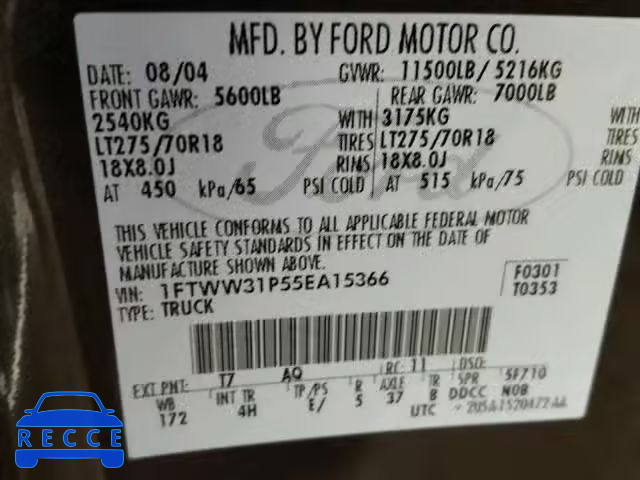 MFD. BY FORD MOTOR CO.
DATE: 08/04 GVWR: 11500LB/ 5216KG
FRONT GAWR: 5600LB REAR GAWR: 7000LB
2540KG WITH 3175KG WITH
LT275/70R18 TIRES LT275/70R18 TIRES
18X8.0J RIMS 18X8.0J RIMS
AT 450 kPa/65 PSI COLD AT 515 kPa/75 PSI COLD
Ford
THIS VEHICLE CONFORMS TO ALL APPLICABLE FEDERAL MOTOR
VEHICLE SAFETY STANDARDS IN EFFECT ON THE DATE OF
MANUFACTURE SHOWN ABOVE.
VIN: 1FTWW31P55EA15366 F0301
TYPE: TRUCK T0353
EXT PNT: T7 AQ RC: 11 DSO: 5F710
WB INT TR TP/PS R AXLE TR SPR NOB
172 4H E/ 5 37 B DDCC
UTC
RECCE